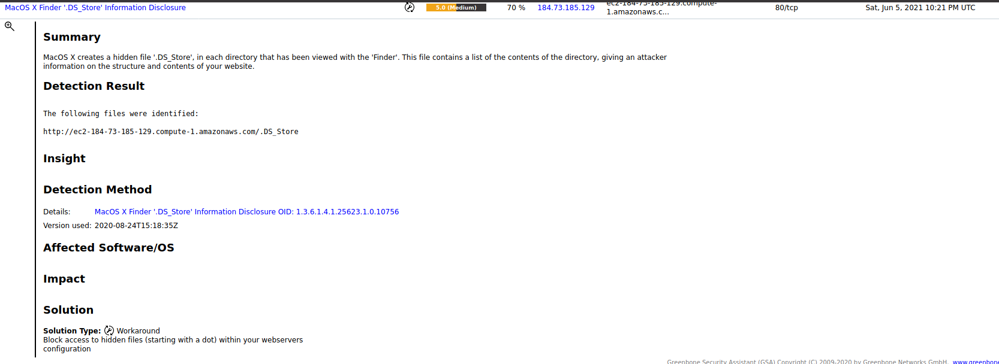 MacOS X Finder '.DS_Store' Information Disclosure 5.0 (Medium) 70 % 184.73.185.129 ec2-184-73-185-129.compute-1.amazonaws.c... 80/tcp Sat, Jun 5, 2021 10:21 PM UTC
Summary
MacOS X creates a hidden file '.DS_Store', in each directory that has been viewed with the 'Finder'. This file contains a list of the contents of the directory, giving an attacker
information on the structure and contents of your website.
Detection Result
The following files were identified:
http://ec2-184-73-185-129.compute-1.amazonaws.com/.DS_Store
Insight
Detection Method
Details: MacOS X Finder '.DS_Store' Information Disclosure OID: 1.3.6.1.4.1.25623.1.0.10756
Version used: 2020-08-24T15:18:35Z
Affected Software/OS
Impact
Solution
Solution Type: Workaround
Block access to hidden files (starting with a dot) within your webservers
configuration
Greenbone Security Assistant (GSA) Copyright (C) 2009-2020 by Greenbone Networks GmbH, www.greenbone